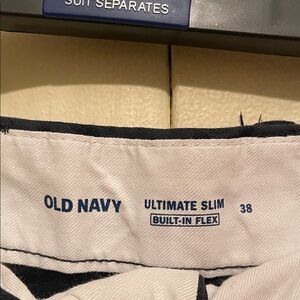 SUIT SEPARATES
OLD NAVY ULTIMATE SLIM 38
BUILT-IN FLEX